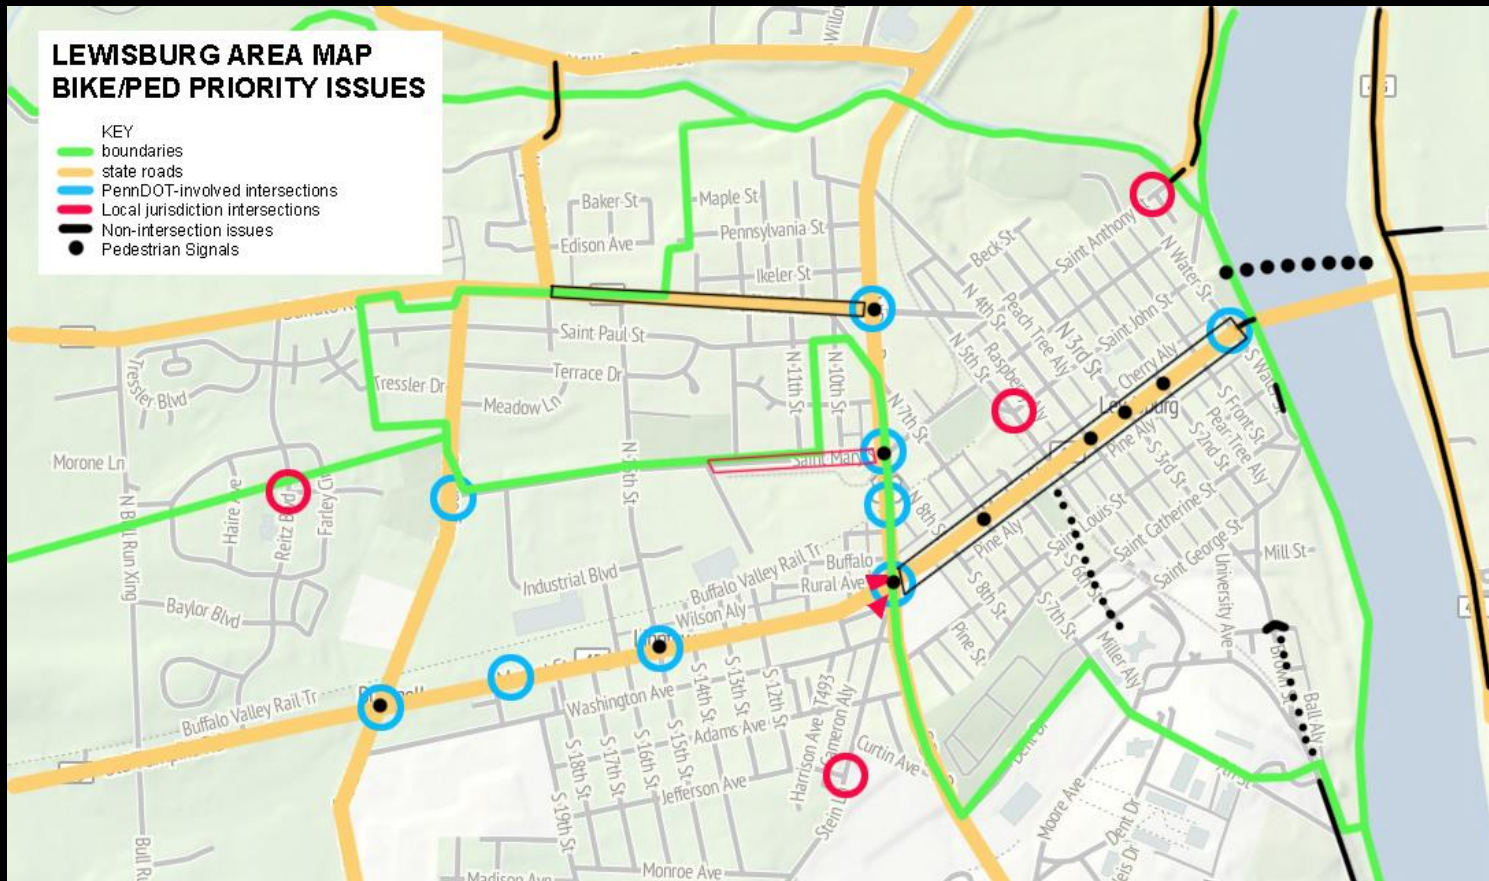 LEWISBURG AREA MAP
BIKE/PED PRIORITY ISSUES
KEY
boundaries
state roads
PennDOT-involved intersections
Local jurisdiction intersections
Non-intersection issues
Pedestrian Signals
Baker St
Maple St
Edison Ave
Pennsylvania St
Ikeler St
Saint Paul St
Terrace Dr
Tressler Blvd
Tressler Dr
Meadow Ln
N 11th St
N 10th St
N 7th St
Morone Ln
N Bull Run Xing
Haire Ave
Reitz Blvd
Baylor Blvd
Industrial Blvd
Buffalo Valley Rail Tr
Wilson Aly
Buffalo
Rural Ave
N 8th St
Buffalo Valley Rail Tr
Washington Ave
Adams Ave
Jefferson Ave
Monroe Ave
Madison Ave
S 19th St
S 18th St
S 17th St
S 16th St
S 15th St
S 14th St
S 13th St
S 12th St
Harrison Ave
T493
Cameron Aly
Curtin Ave
Beck St
Saint Anthony
N Water St
N 4th St
Peach Tree Aly
N 3rd St
Saint John St
N 5th St
Raspberry Aly
Cherry Aly
S Water St
S Front St
Pear Tree Aly
S 2nd St
S 3rd St
Pine Aly
Saint Louis St
Saint Catherine St
Saint George St
Mill St
Pine Aly
S 6th St
S 7th St
S 8th St
Pine St
Miller Aly
University Ave
Brown St
Ball Aly
Moore Ave
Dent Dr